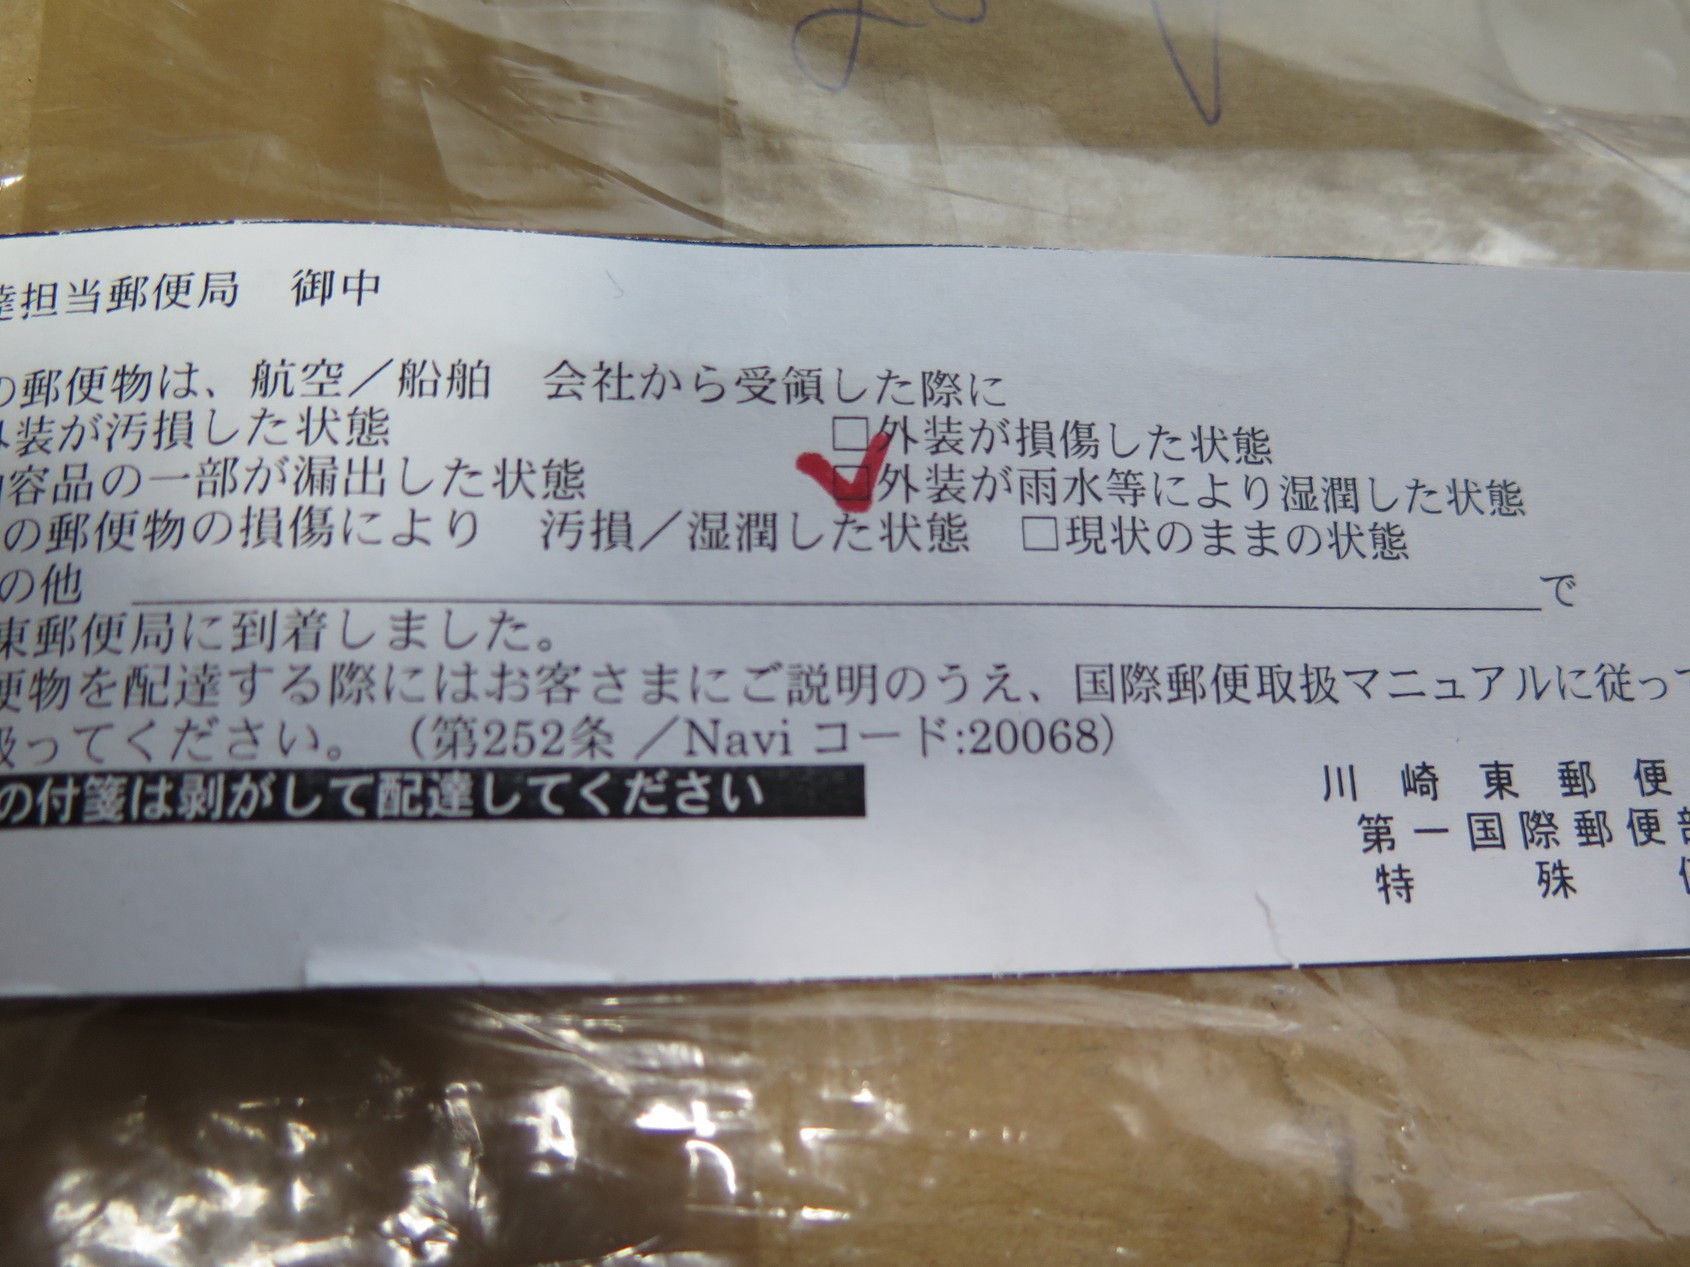 達担当郵便局　御中
の郵便物は、航空／船舶　会社から受領した際に
外装が汚損した状態　□外装が損傷した状態
内容品の一部が漏出した状態　☑外装が雨水等により湿潤した状態
の郵便物の損傷により　汚損／湿潤した状態　□現状のままの状態
の他　で
東郵便局に到着しました。
便物を配達する際にはお客さまにご説明のうえ、国際郵便取扱マニュアルに従って
扱ってください。（第252条／Navi コード:20068）
の付箋は剥がして配達してください
川崎東郵便
第一国際郵便部
特殊